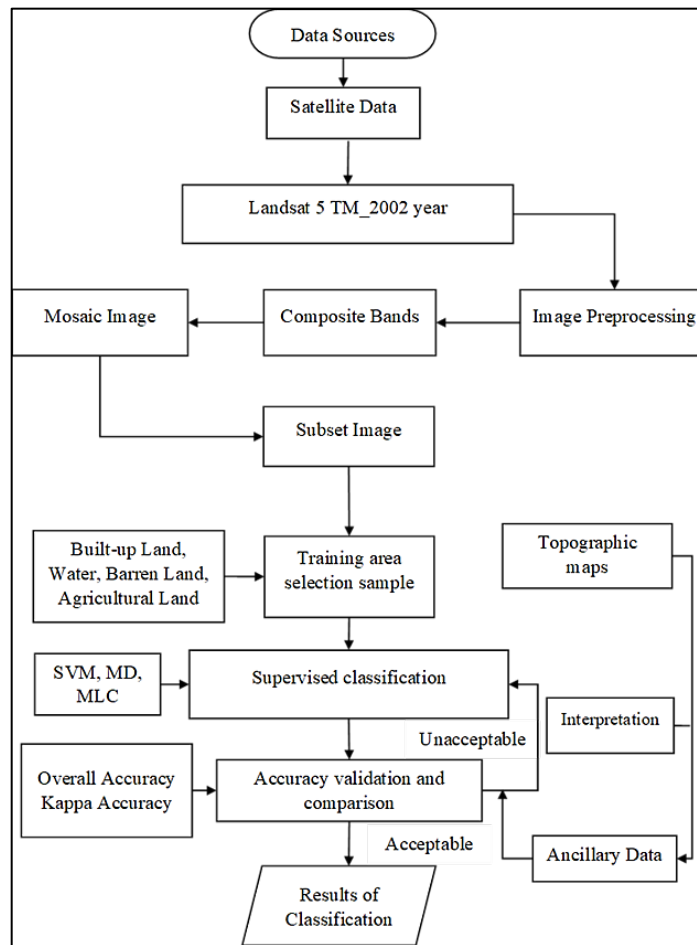 Data Sources
Satellite Data
Landsat 5 TM_2002 year
Mosaic Image
Composite Bands
Image Preprocessing
Subset Image
Built-up Land,
Water, Barren Land,
Agricultural Land
Training area
selection sample
Topographic
maps
SVM, MD,
MLC
Supervised classification
Interpretation
Unacceptable
Overall Accuracy
Kappa Accuracy
Accuracy validation and
comparison
Acceptable
Ancillary Data
Results of
Classification